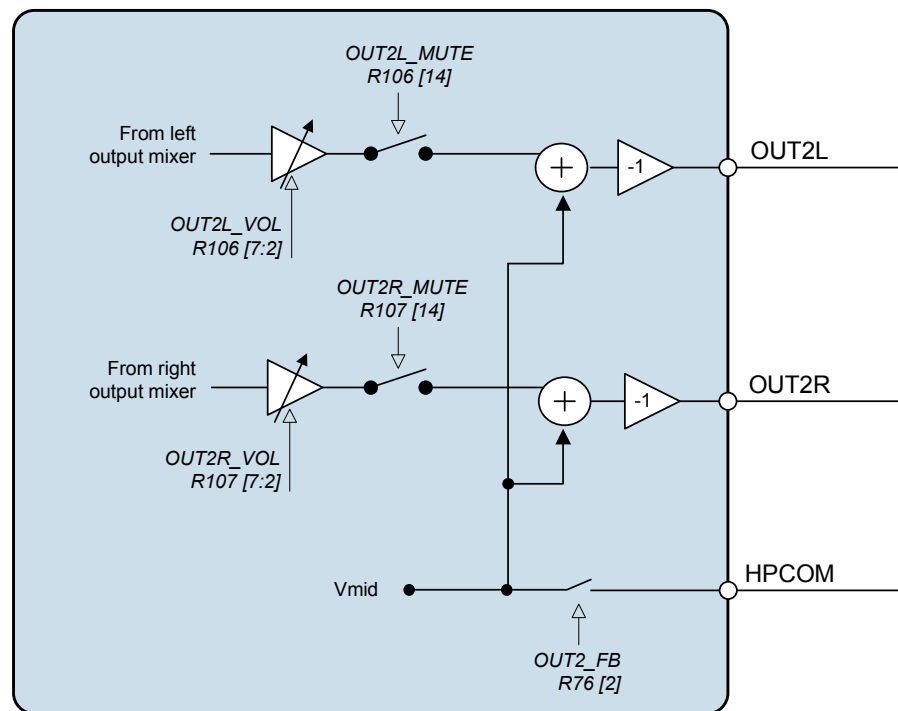 OUT2L_MUTE
R106 [14]
From left
output mixer
+
-1
OUT2L
OUT2L_VOL
R106 [7:2]
OUT2R_MUTE
R107 [14]
From right
output mixer
+
-1
OUT2R
OUT2R_VOL
R107 [7:2]
Vmid
HPCOM
OUT2_FB
R76 [2]